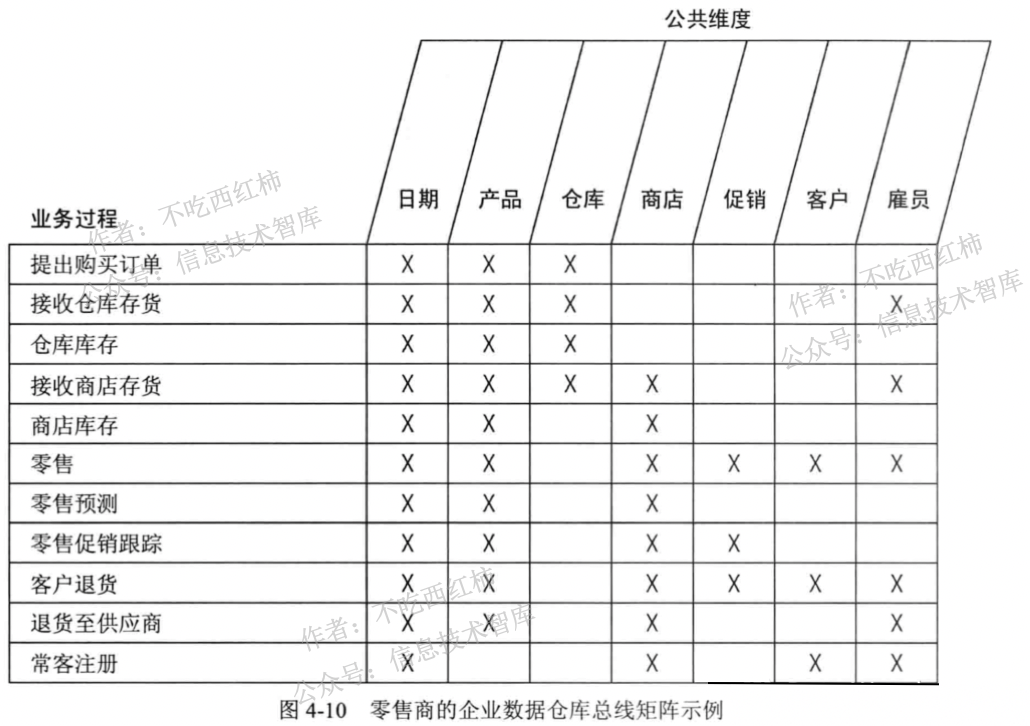 公共维度
业务过程 日期 产品 仓库 商店 促销 客户 雇员
提出购买订单 X X X
接收仓库存货 X X X X
仓库库存 X X X
接收商店存货 X X X X X
商店库存 X X X
零售 X X X X X X
零售预测 X X X
零售促销跟踪 X X X X
客户退货 X X X X X X
退货至供应商 X X X X
常客注册 X X X X
图 4-10 零售商的企业数据仓库总线矩阵示例
作者：不吃西红柿
公众号：信息技术智库
作者：不吃西红柿
公众号：信息技术智库
作者：不吃西红柿
公众号：信息技术智库